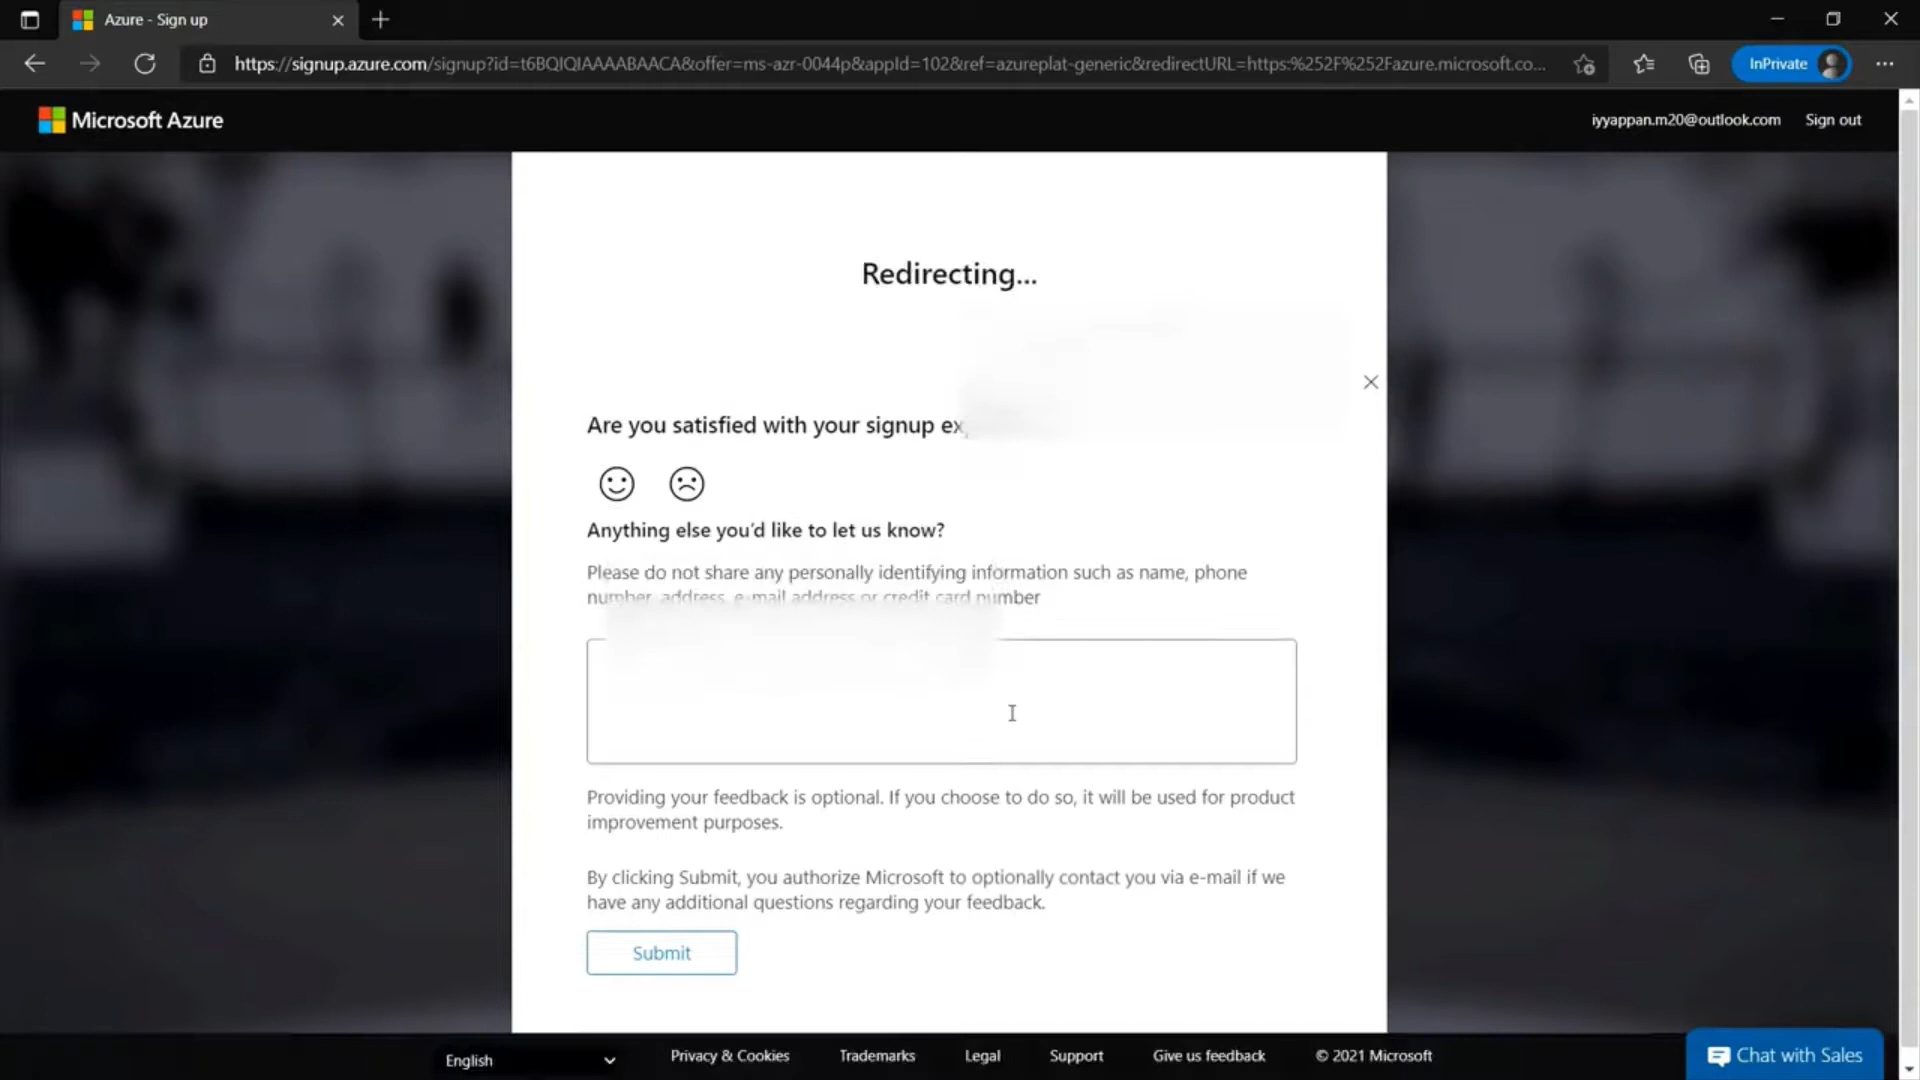 Azure - Sign up
https://signup.azure.com/signup?id=t6BQIQIAAAABAACA&offer=ms-azr-0044p&appId=102&ref=azureplat-generic&redirectURL=https:%252F%252Fazure.microsoft.co...
InPrivate
Microsoft Azure
iyyappan.m20@outlook.com
Sign out
Redirecting...
Are you satisfied with your signup
Anything else you'd like to let us know?
Please do not share any personally identifying information such as name, phone
number, address, e-mail address or credit card number
Providing your feedback is optional. If you choose to do so, it will be used for product
improvement purposes.
By clicking Submit, you authorize Microsoft to optionally contact you via e-mail if we
have any additional questions regarding your feedback.
Submit
English
Privacy & Cookies
Trademarks
Legal
Support
Give us feedback
© 2021 Microsoft
Chat with Sales